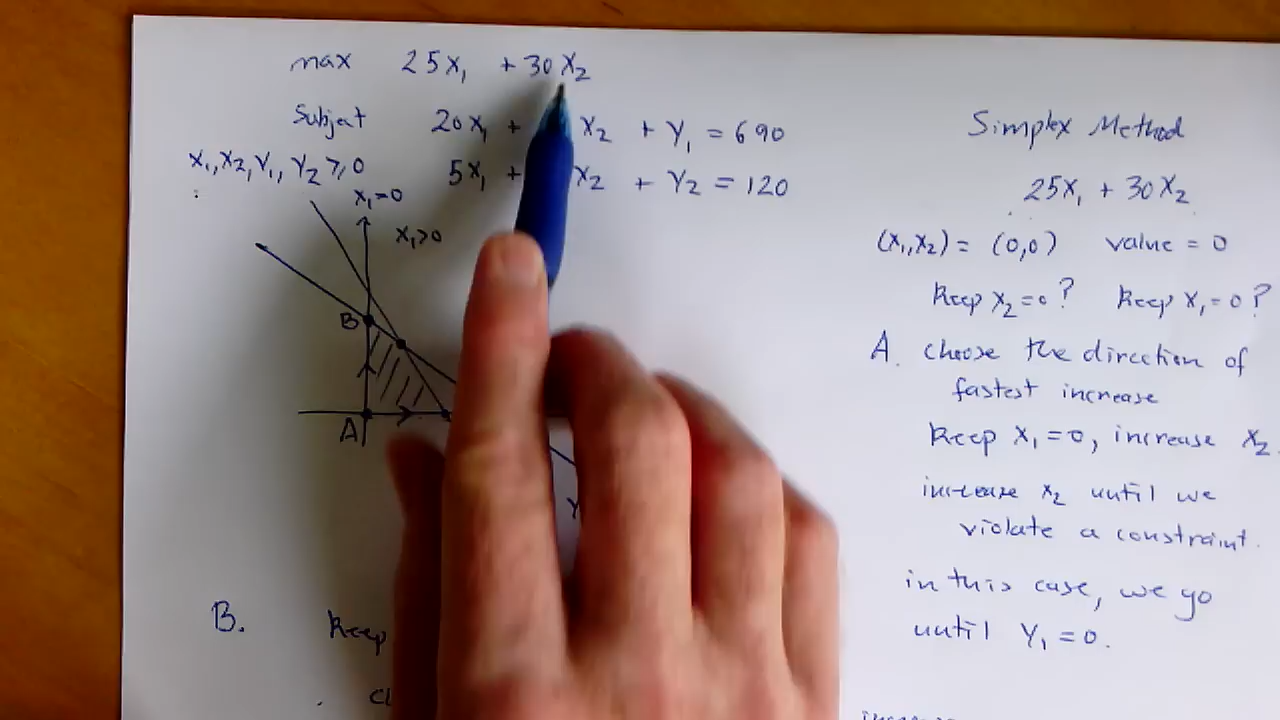 max 25x₁ + 30x₂
Subject 20x₁ + x₂ + y₁ = 690
x₁, x₂, y₁, y₂ ≥ 0 5x₁ + x₂ + y₂ = 120
x₁=0
x₁>0
B
A
Y
B. keep
Simplex Method
25x₁ + 30x₂
(x₁,x₂) = (0,0) value = 0
keep x₂=0? keep x₁=0?
A. choose the direction of
fastest increase
keep x₁=0, increase x₂
increase x₂ until we
violate a constraint.
in this case, we go
until y₁ = 0.